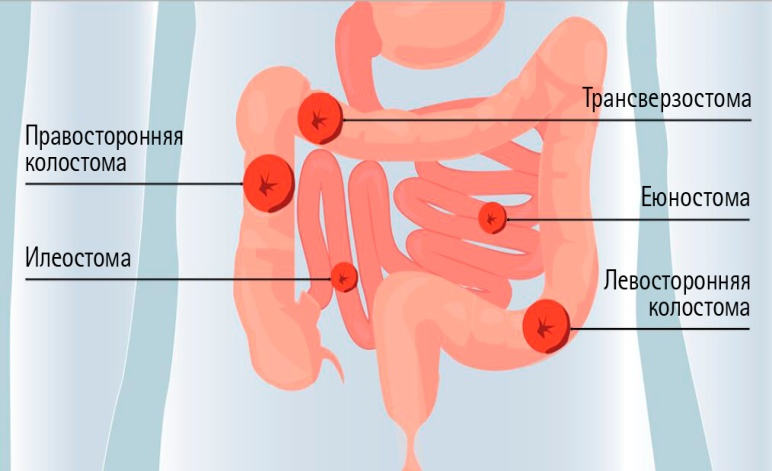 Трансверзостома
Правосторонняя
колостома
Еюностома
Илеостома
Левосторонняя
колостома